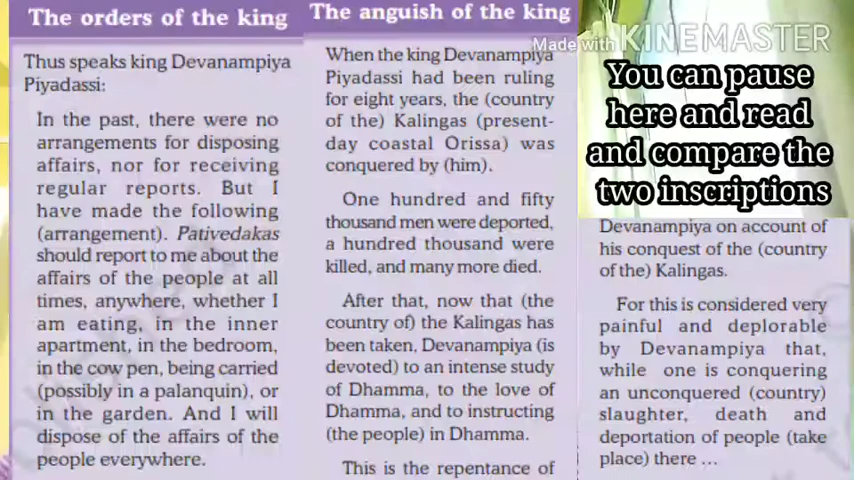 The orders of the king
Thus speaks king Devanampiya
Piyadassi:
In the past, there were no
arrangements for disposing
affairs, nor for receiving
regular reports. But I
have made the following
(arrangement). Pativedakas
should report to me about the
affairs of the people at all
times, anywhere, whether I
am eating, in the inner
apartment, in the bedroom,
in the cow pen, being carried
(possibly in a palanquin), or
in the garden. And I will
dispose of the affairs of the
people everywhere.
The anguish of the king
When the king Devanampiya
Piyadassi had been ruling
for eight years, the (country
of the) Kalingas (present-
day coastal Orissa) was
conquered by (him).
One hundred and fifty
thousand men were deported,
a hundred thousand were
killed, and many more died.
After that, now that (the
country of) the Kalingas has
been taken, Devanampiya (is
devoted) to an intense study
of Dhamma, to the love of
Dhamma, and to instructing
(the people) in Dhamma.
This is the repentance of
Made with KINEMASTER
You can pause
here and read
and compare the
two inscriptions
Devanampiya on account of
his conquest of the (country
of the) Kalingas.
For this is considered very
painful and deplorable
by Devanampiya that,
while one is conquering
an unconquered (country)
slaughter, death and
deportation of people (take
place) there ...